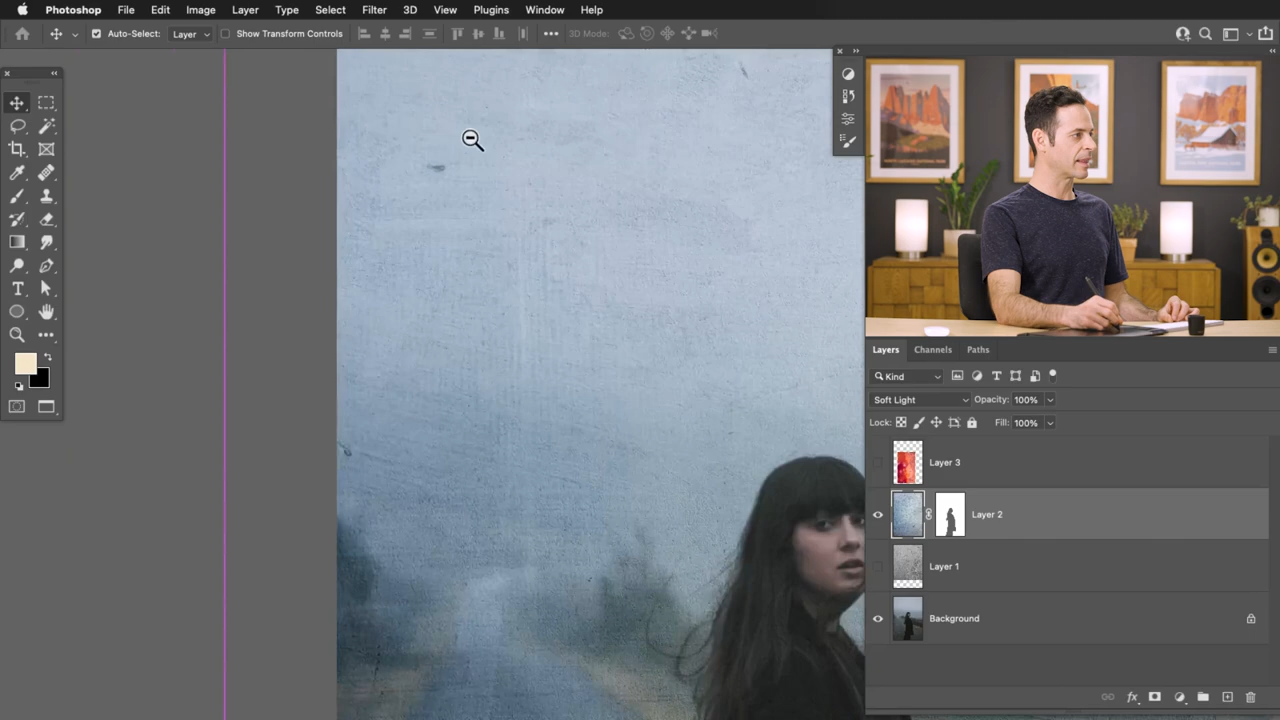 Photoshop File Edit Image Layer Type Select Filter 3D View Plugins Window Help
Auto-Select: Layer Show Transform Controls 3D Mode:
Layers Channels Paths
Kind
Soft Light Opacity: 100%
Lock: Fill: 100%
Layer 3
Layer 2
Layer 1
Background